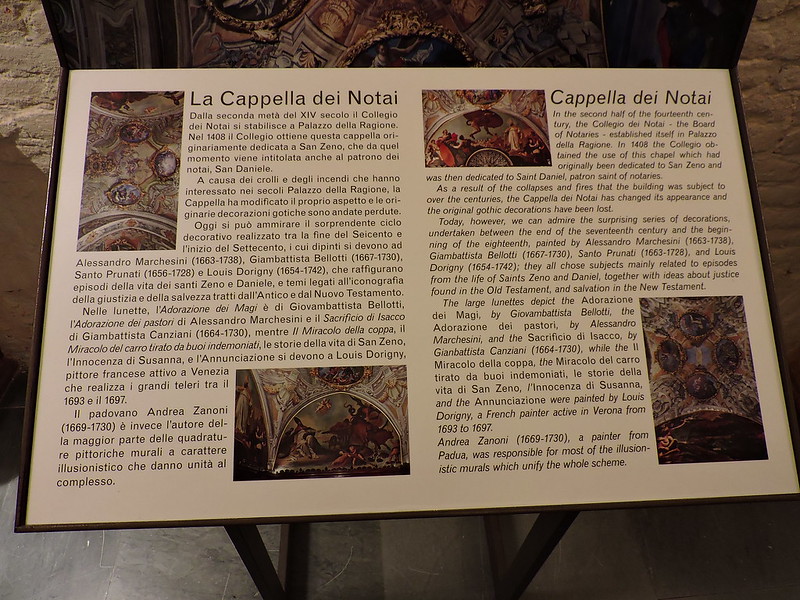 La Cappella dei Notai
Dalla seconda metà del XIV secolo il Collegio
dei Notai si stabilisce a Palazzo della Ragione.
Nel 1408 il Collegio ottiene questa cappella ori-
ginariamente dedicata a San Zeno, che da quel
momento viene intitolata anche al patrono dei
notai, San Daniele.
A causa dei crolli e degli incendi che hanno
interessato nei secoli Palazzo della Ragione, la
Cappella ha modificato il proprio aspetto e le ori-
ginarie decorazioni gotiche sono andate perdute.
Oggi si può ammirare il sorprendente ciclo
decorativo realizzato tra la fine del Seicento e
l'inizio del Settecento, i cui dipinti si devono ad
Alessandro Marchesini (1663-1738), Giambattista Bellotti (1667-1730),
Santo Prunati (1656-1728) e Louis Dorigny (1654-1742), che raffigurano
episodi della vita dei santi Zeno e Daniele, e temi legati all'iconografia
della giustizia e della salvezza tratti dall'Antico e dal Nuovo Testamento.
Nelle lunette, l'Adorazione dei Magi è di Giovambattista Bellotti,
l'Adorazione dei pastori di Alessandro Marchesini e il Sacrificio di Isacco
di Giambattista Canziani (1664-1730), mentre Il Miracolo della coppa, il
Miracolo del carro tirato da buoi indemoniati, le storie della vita di San Zeno,
l'Innocenza di Susanna, e l'Annunciazione si devono a Louis Dorigny,
pittore francese attivo a Venezia
che realizza i grandi teleri tra il
1693 e il 1697.
Il padovano Andrea Zanoni
(1669-1730) è invece l'autore del-
la maggior parte delle quadratu-
re pittoriche murali a carattere
illusionistico che danno unità al
complesso.
Cappella dei Notai
In the second half of the fourteenth cen-
tury, the Collegio dei Notai - the Board
of Notaries - established itself in Palazzo
della Ragione. In 1408 the Collegio ob-
tained the use of this chapel which had
originally been dedicated to San Zeno and
was then dedicated to Saint Daniel, patron saint of notaries.
As a result of the collapses and fires that the building was subject to
over the centuries, the Cappella dei Notai has changed its appearance and
the original gothic decorations have been lost.
Today, however, we can admire the surprising series of decorations,
undertaken between the end of the seventeenth century and the begin-
ning of the eighteenth, painted by Alessandro Marchesini (1663-1738),
Giambattista Bellotti (1667-1730), Santo Prunati (1663-1728), and Louis
Dorigny (1654-1742); they all chose subjects mainly related to episodes
from the life of Saints Zeno and Daniel, together with ideas about justice
found in the Old Testament, and salvation in the New Testament.
The large lunettes depict the Adorazione
dei Magi, by Giovambattista Bellotti, the
Adorazione dei pastori, by Alessandro
Marchesini, and the Sacrificio di Isacco, by
Gianbattista Canziani (1664-1730), while the Il
Miracolo della coppa, the Miracolo del carro
tirato da buoi indemoniati, le storie della
vita di San Zeno, l'Innocenza di Susanna,
and the Annunciazione were painted by Louis
Dorigny, a French painter active in Verona from
1693 to 1697.
Andrea Zanoni (1669-1730), a painter from
Padua, was responsible for most of the illusion-
istic murals which unify the whole scheme.